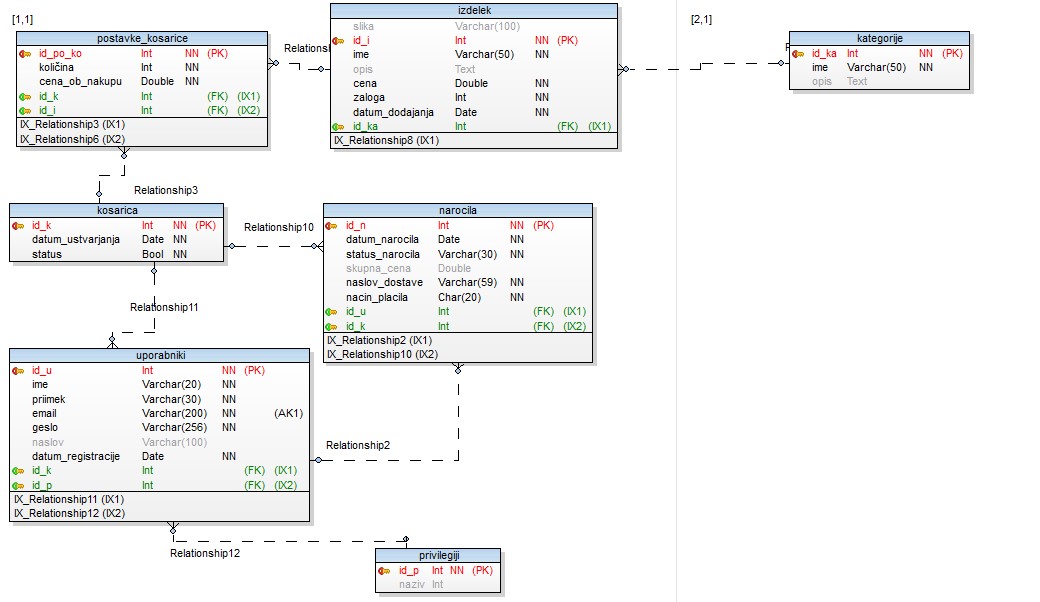 [1,1]
postavke_kosarice
id_po_ko Int NN (PK)
količina Int NN
cena_ob_nakupu Double NN
id_k Int (FK) (IX1)
id_i Int (FK) (IX2)
IX_Relationship3 (IX1)
IX_Relationship6 (IX2)
izdelek
slika Varchar(100)
id_i Int NN (PK)
ime Varchar(50) NN
opis Text
cena Double NN
zaloga Int NN
datum_dodajanja Date NN
id_ka Int (FK) (IX1)
IX_Relationship8 (IX1)
[2,1]
kategorije
id_ka Int NN (PK)
ime Varchar(50) NN
opis Text
Relationship3
kosarica
id_k Int NN (PK)
datum_ustvarjanja Date NN
status Bool NN
Relationship10
narocila
id_n Int NN (PK)
datum_narocila Date NN
status_narocila Varchar(30) NN
skupna_cena Double
naslov_dostave Varchar(59) NN
nacin_placila Char(20) NN
id_u Int (FK) (IX1)
id_k Int (FK) (IX2)
IX_Relationship2 (IX1)
IX_Relationship10 (IX2)
Relationship11
uporabniki
id_u Int NN (PK)
ime Varchar(20) NN
priimek Varchar(30) NN
email Varchar(200) NN (AK1)
geslo Varchar(256) NN
naslov Varchar(100)
datum_registracije Date NN
id_k Int (FK) (IX1)
id_p Int (FK) (IX2)
IX_Relationship11 (IX1)
IX_Relationship12 (IX2)
Relationship2
Relationship12
privilegiji
id_p Int NN (PK)
naziv Int